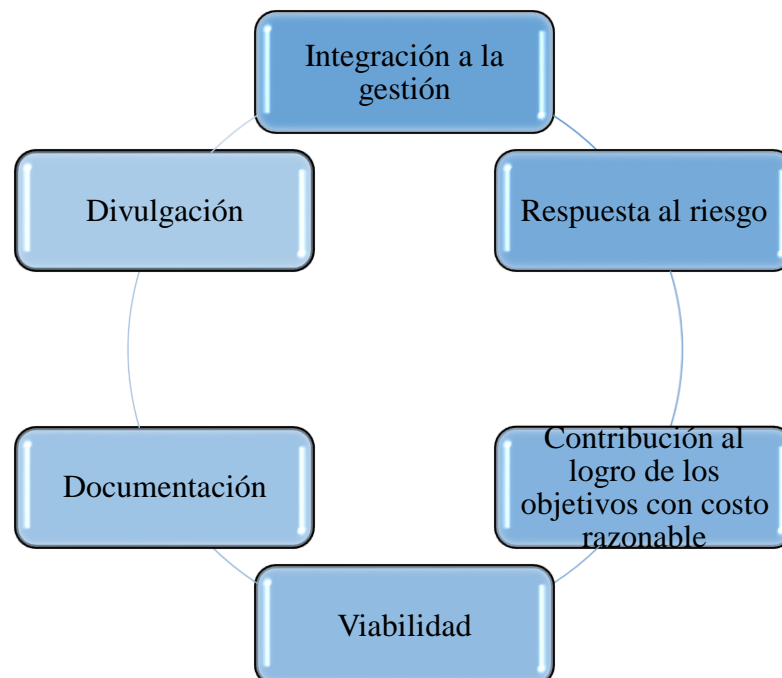 Integración a la
gestión
Respuesta al riesgo
Contribución al
logro de los
objetivos con costo
razonable
Viabilidad
Documentación
Divulgación